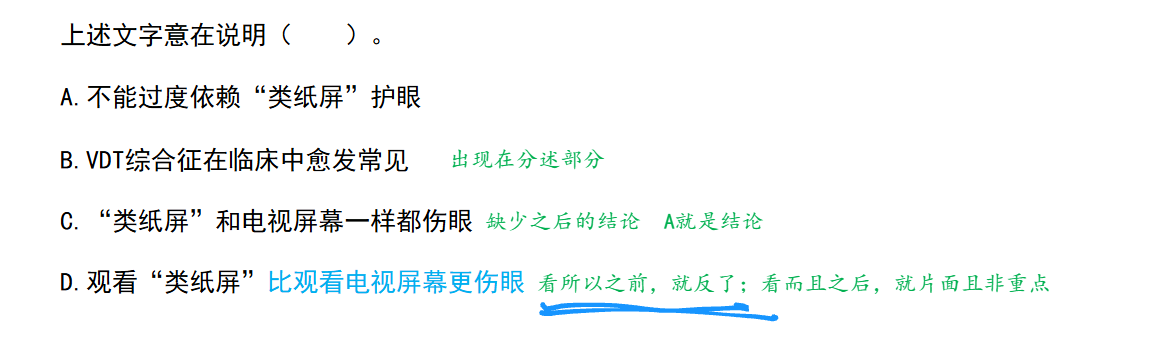 上述文字意在说明（　　）。
A.不能过度依赖“类纸屏”护眼
B.VDT综合征在临床中愈发常见 出现在分述部分
C.“类纸屏”和电视屏幕一样都伤眼 缺少之后的结论 A就是结论
D.观看“类纸屏”比观看电视屏幕更伤眼 看所以之前，就反了；看而且之后，就片面且非重点